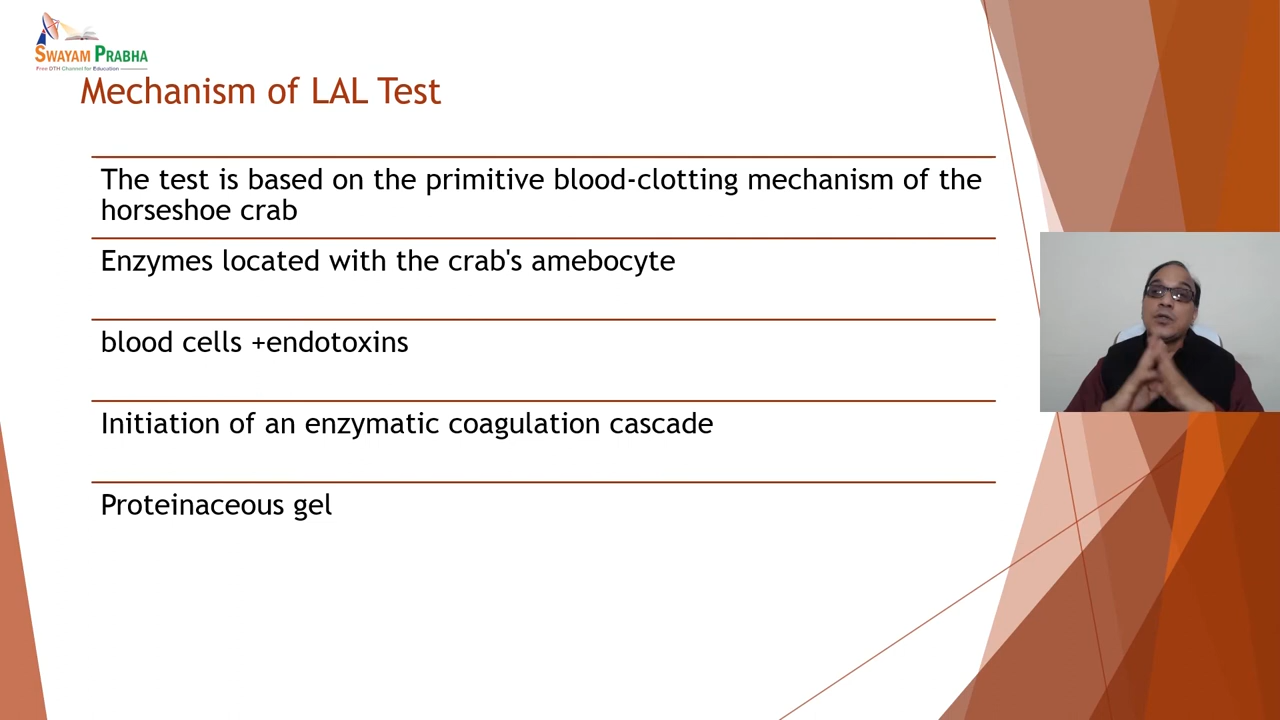 SWAYAM PRABHA
Free DTH Channel for Education
Mechanism of LAL Test
The test is based on the primitive blood-clotting mechanism of the
horseshoe crab
Enzymes located with the crab's amebocyte
blood cells +endotoxins
Initiation of an enzymatic coagulation cascade
Proteinaceous gel